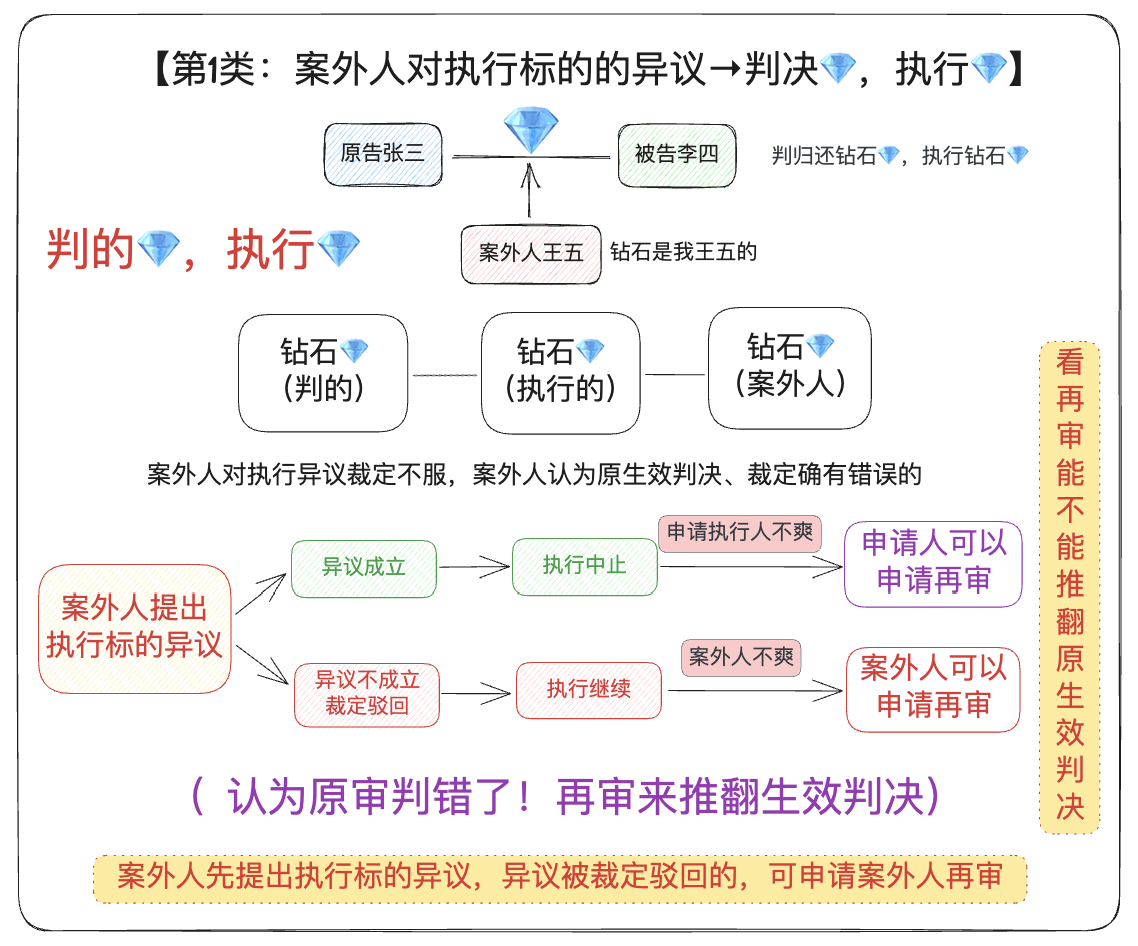 【第1类：案外人对执行标的的异议→判决💎，执行💎】
原告张三
被告李四
判归还钻石💎，执行钻石💎
判的💎，执行💎
案外人王五
钻石是我王五的
钻石💎
（判的）
钻石💎
（执行的）
钻石💎
（案外人）
案外人对执行异议裁定不服，案外人认为原生效判决、裁定确有错误的
案外人提出
执行标的异议
异议成立
执行中止
申请执行人不爽
申请人可以
申请再审
异议不成立
裁定驳回
执行继续
案外人不爽
案外人可以
申请再审
看再审能不能推翻原生效判决
（ 认为原审判错了！再审来推翻生效判决）
案外人先提出执行标的异议，异议被裁定驳回的，可申请案外人再审